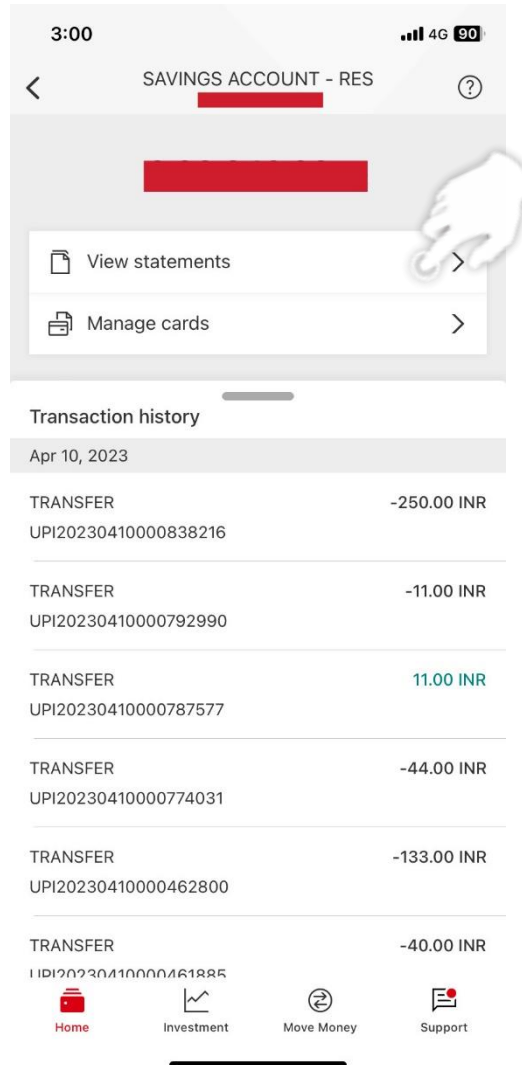 3:00
4G 90
SAVINGS ACCOUNT - RES
View statements
Manage cards
Transaction history
Apr 10, 2023
TRANSFER -250.00 INR
UPI20230410000838216
TRANSFER -11.00 INR
UPI20230410000792990
TRANSFER 11.00 INR
UPI20230410000787577
TRANSFER -44.00 INR
UPI20230410000774031
TRANSFER -133.00 INR
UPI20230410000462800
TRANSFER -40.00 INR
UPI20230410000461885
Home Investment Move Money Support